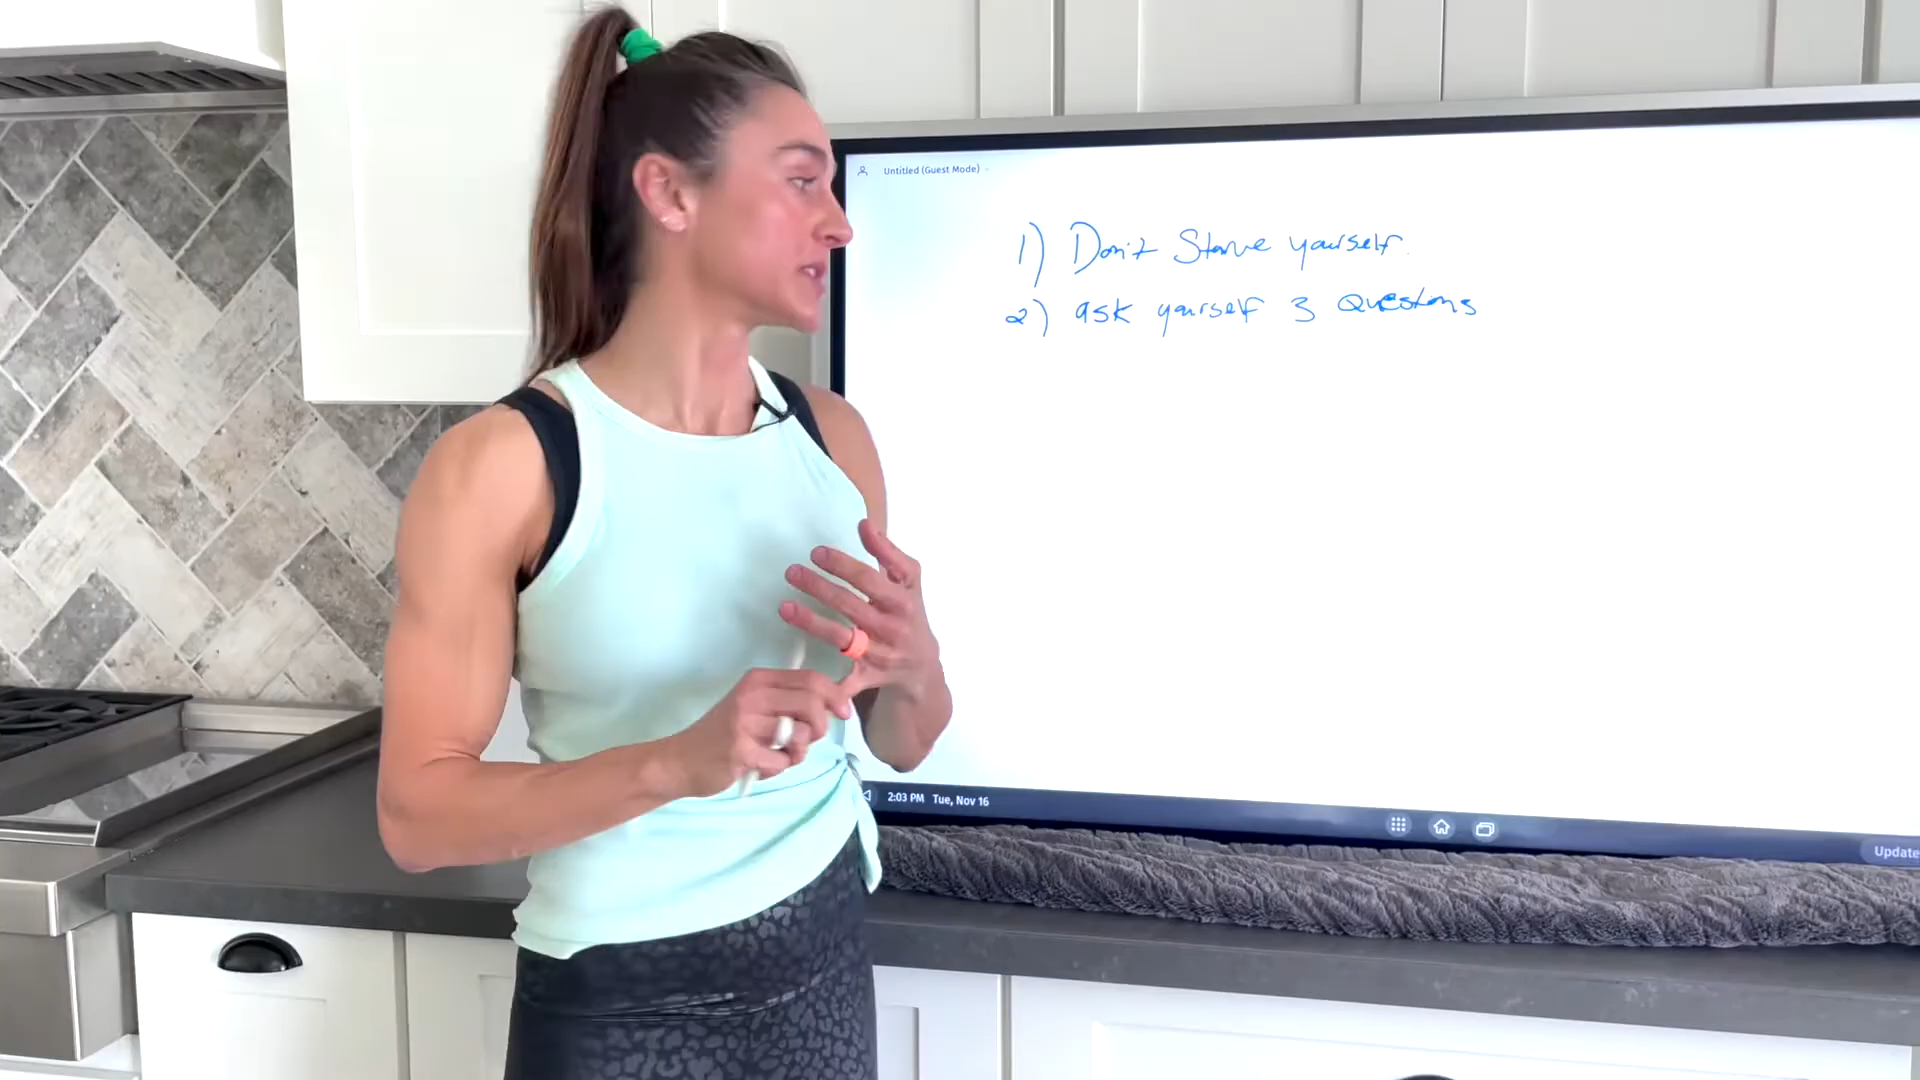 Untitled (Guest Mode)
1) Don't Starve yourself.
2) ask yourself 3 Questions
2:03 PM Tue, Nov 16
Update